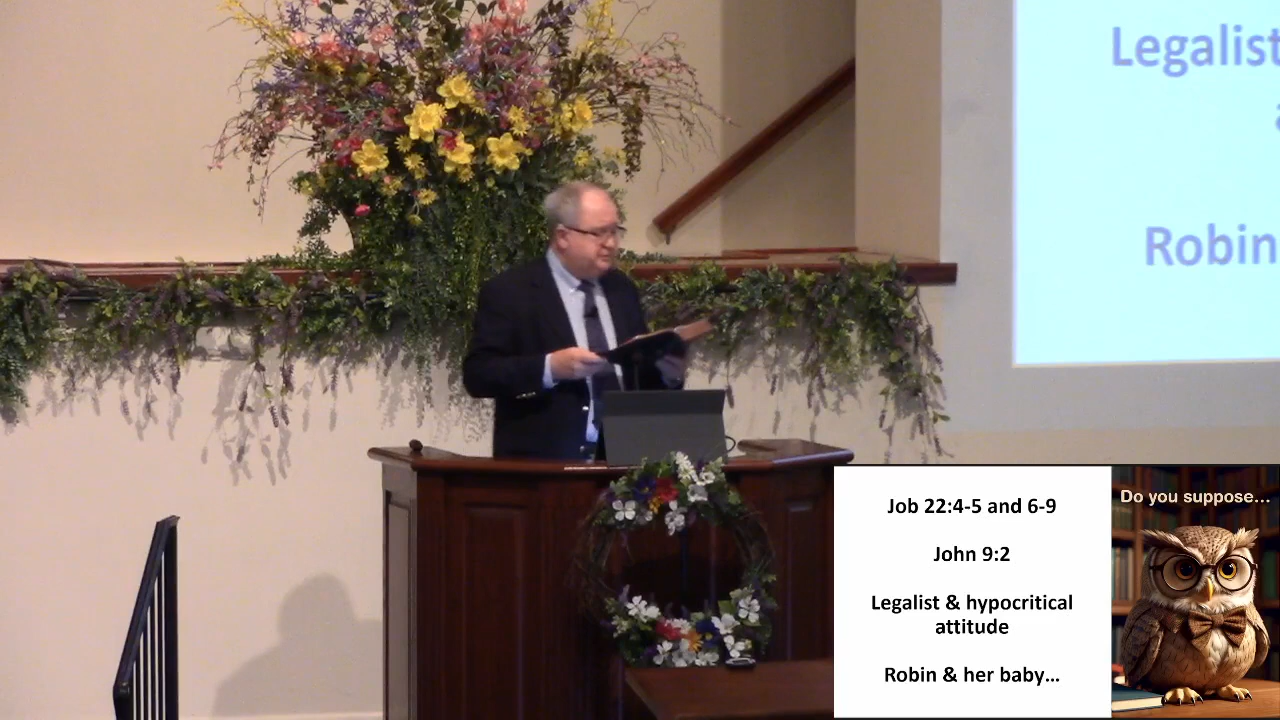 Legalist
Robin
Job 22:4-5 and 6-9
John 9:2
Legalist & hypocritical
attitude
Robin & her baby...
Do you suppose...